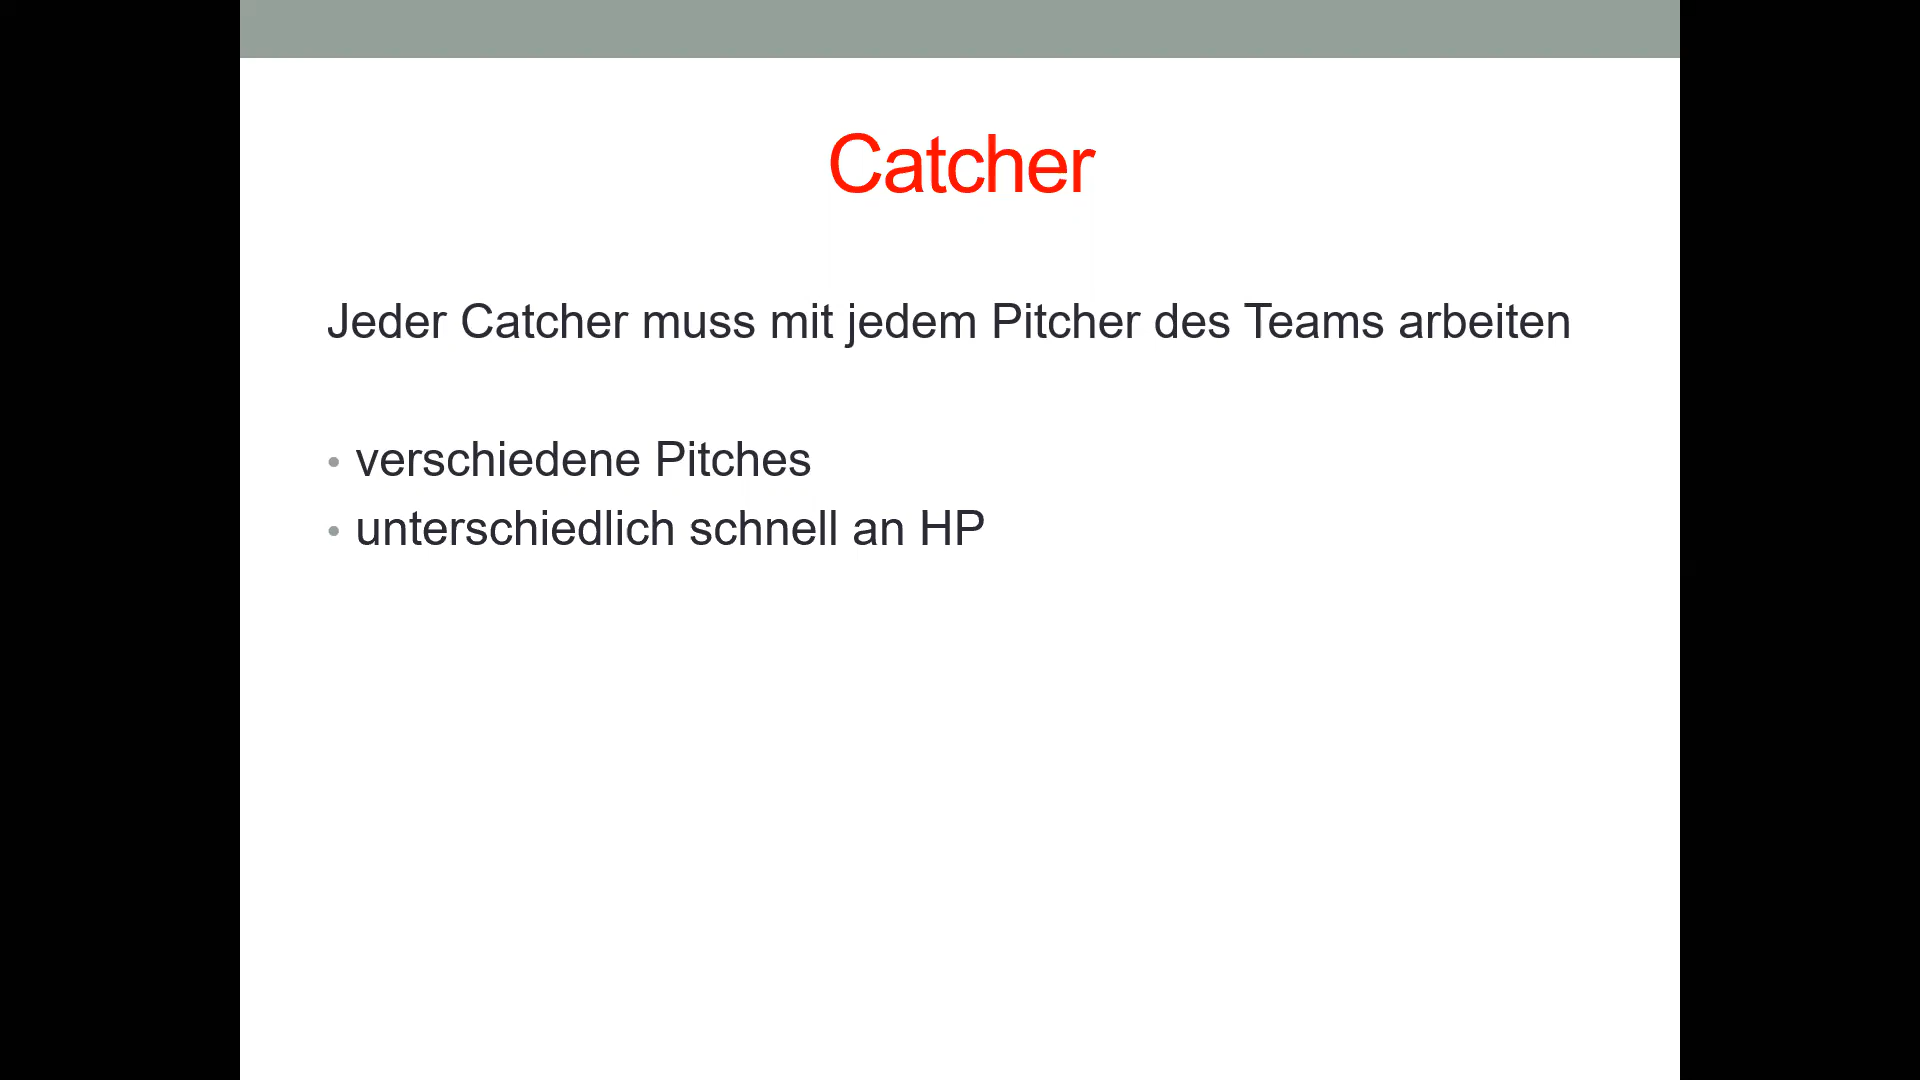 Catcher
Jeder Catcher muss mit jedem Pitcher des Teams arbeiten
• verschiedene Pitches
• unterschiedlich schnell an HP